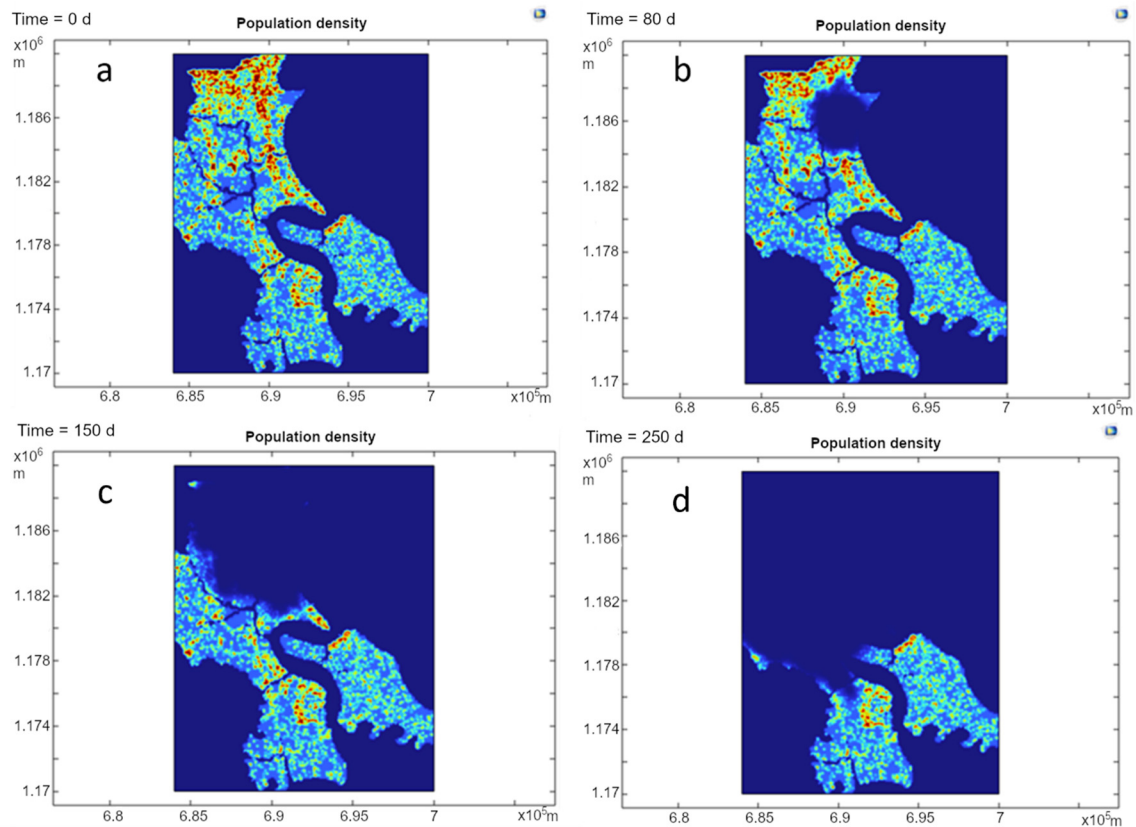 Time = 0 d
Population density
x10⁶
m
a
1.186
1.182
1.178
1.174
1.17
6.8 6.85 6.9 6.95 7 x10⁵m
Time = 80 d
Population density
x10⁶
m
b
1.186
1.182
1.178
1.174
1.17
6.8 6.85 6.9 6.95 7 x10⁵m
Time = 150 d
Population density
x10⁶
m
c
1.186
1.182
1.178
1.174
1.17
6.8 6.85 6.9 6.95 7 x10⁵m
Time = 250 d
Population density
x10⁶
m
d
1.186
1.182
1.178
1.174
1.17
6.8 6.85 6.9 6.95 7 x10⁵m